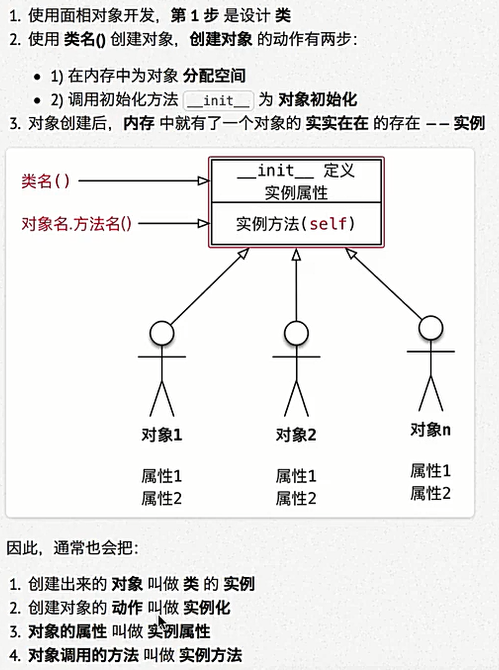 1. 使用面相对象开发，第 1 步 是设计 类
2. 使用 类名() 创建对象，创建对象 的动作有两步：
• 1) 在内存中为对象 分配空间
• 2) 调用初始化方法 __init__ 为 对象初始化
3. 对象创建后，内存 中就有了一个对象的 实实在在 的存在 —— 实例
类名()
__init__ 定义
实例属性
对象名.方法名()
实例方法(self)
对象1
对象2
对象n
属性1
属性2
属性1
属性2
属性1
属性2
因此，通常也会把：
1. 创建出来的 对象 叫做 类 的 实例
2. 创建对象的 动作 叫做 实例化
3. 对象的属性 叫做 实例属性
4. 对象调用的方法 叫做 实例方法